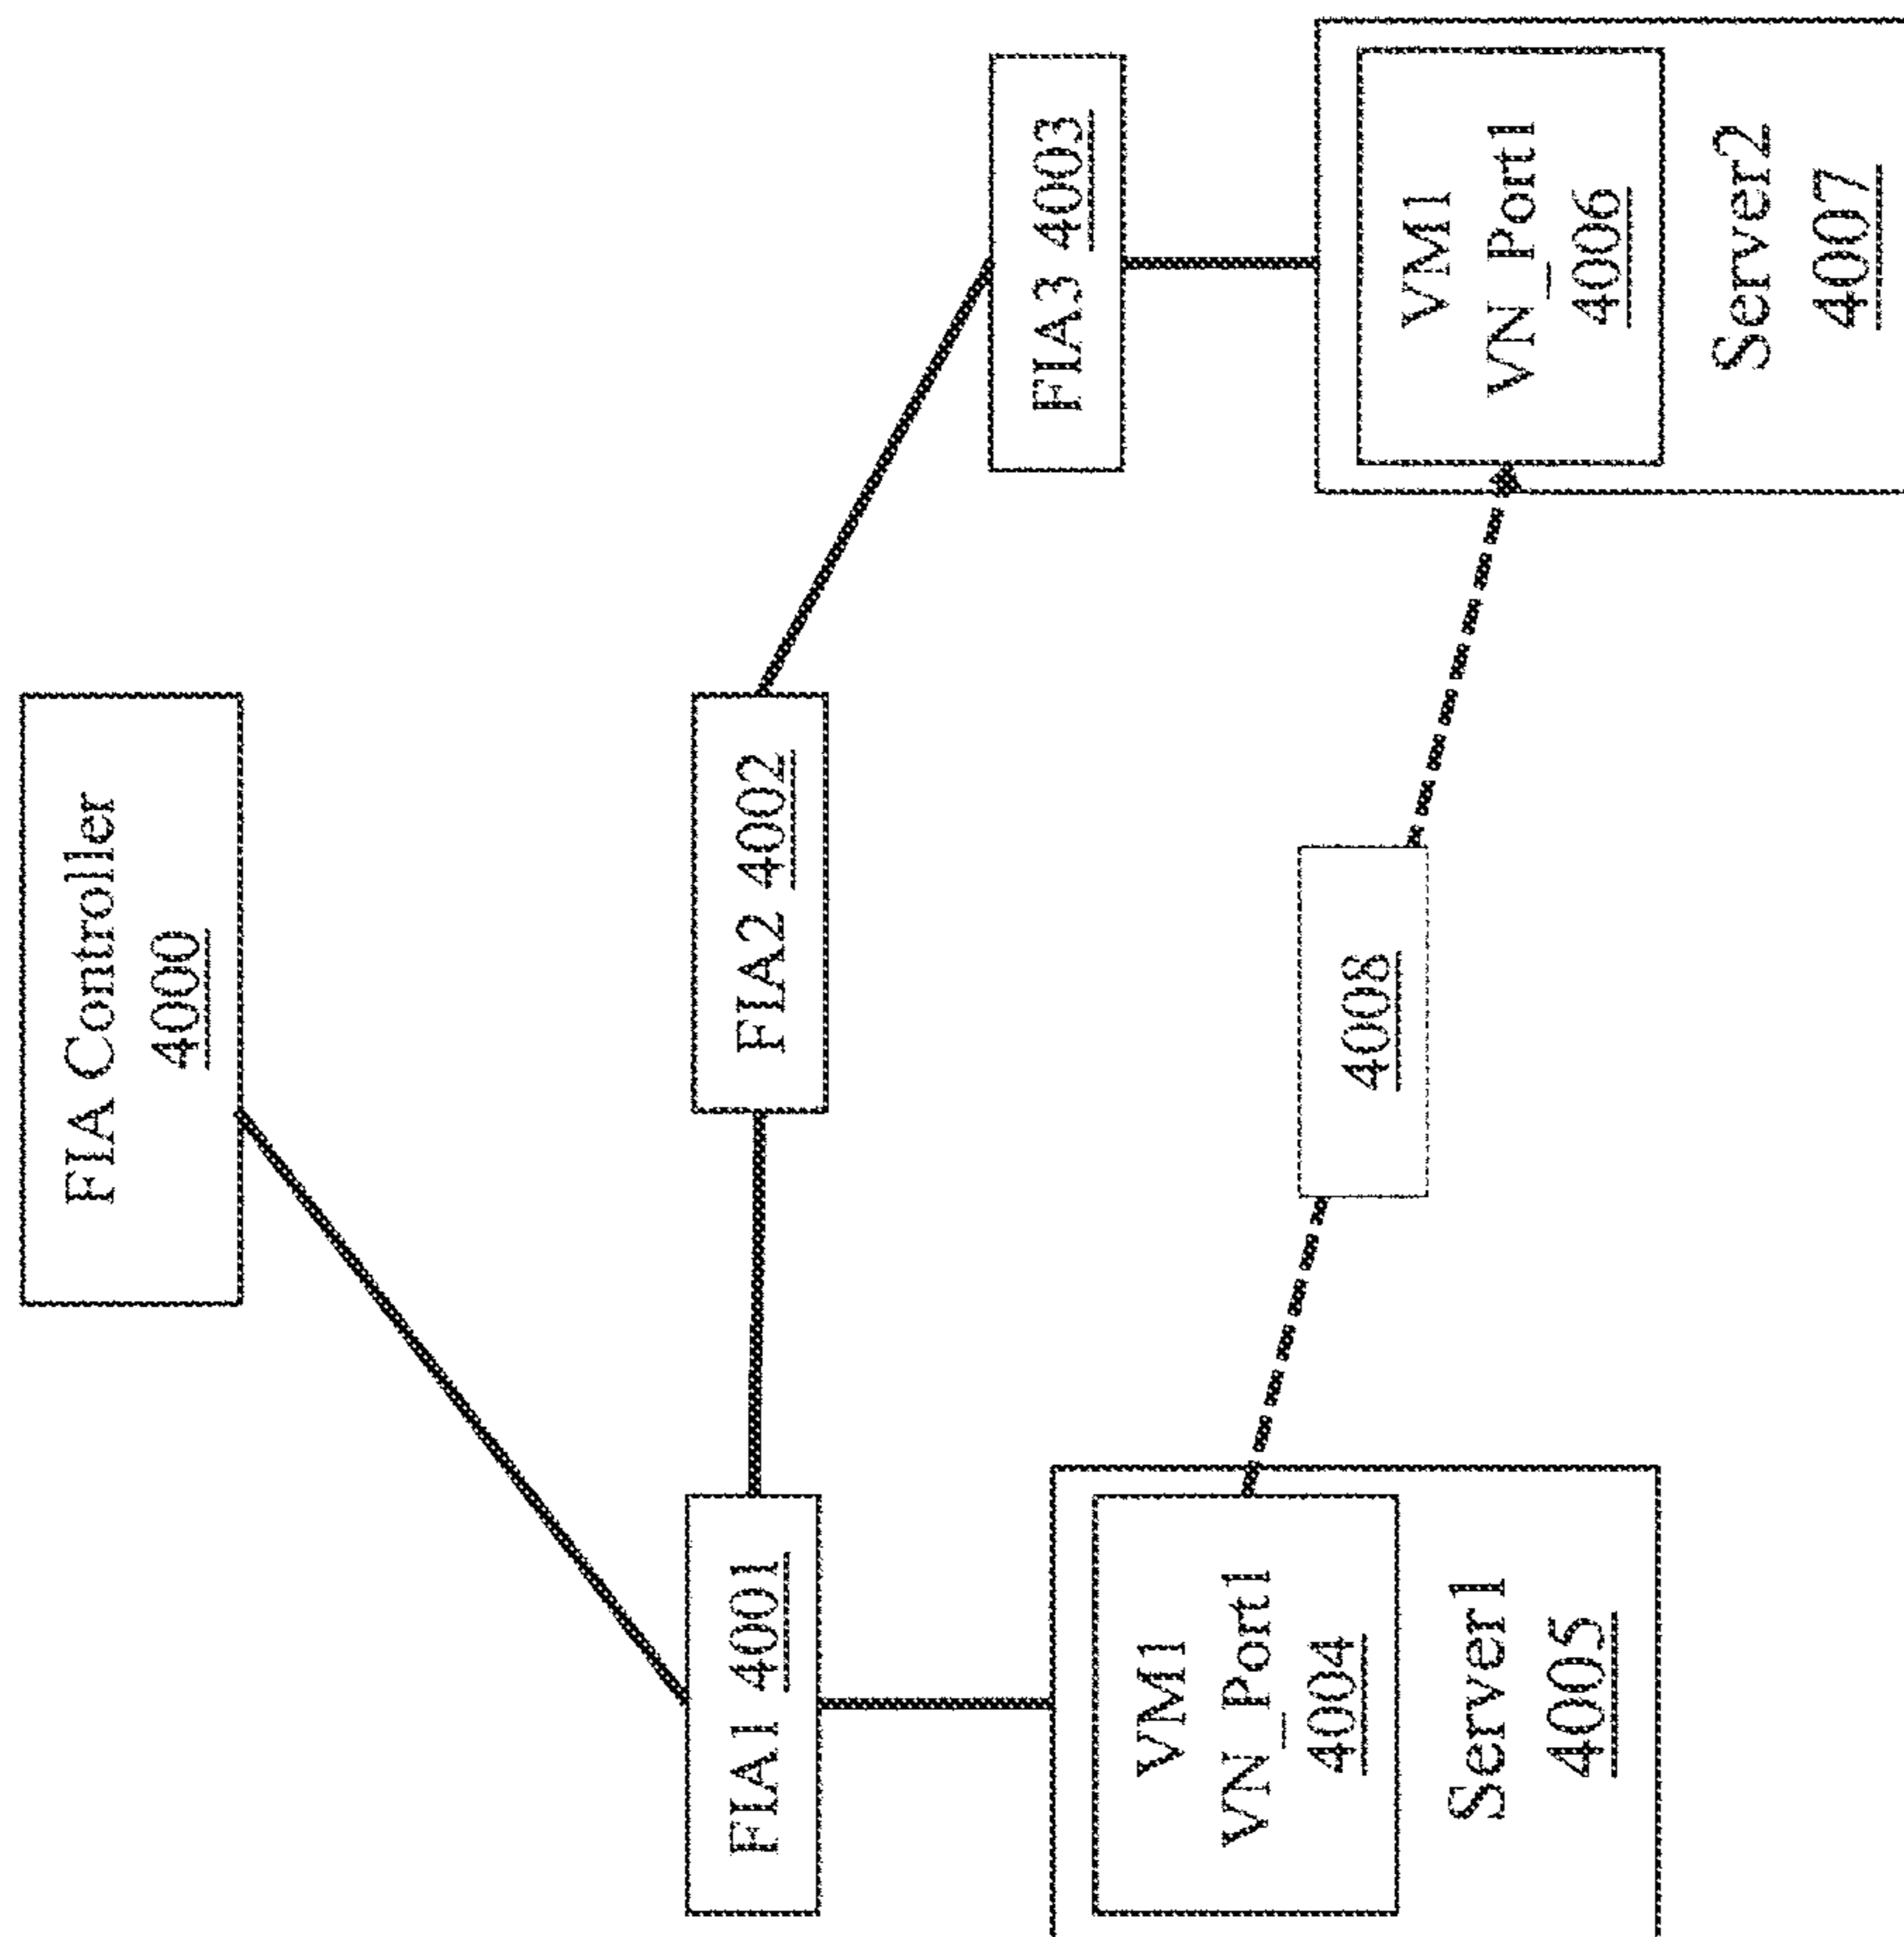 FIA Controller
4000
FIA1 4001
FIA2 4002
FIA3 4003
VM1
VN_Port1
4004
Server1
4005
4008
VM1
VN_Port1
4006
Server2
4007